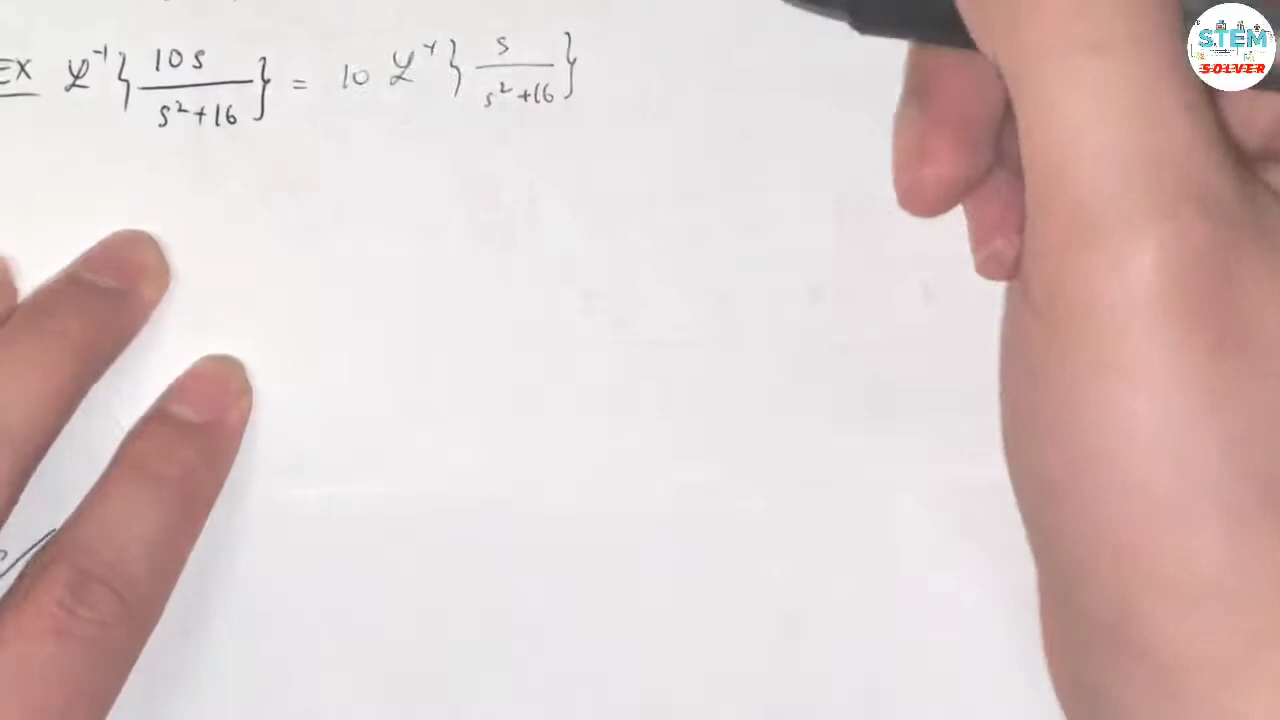 EX ℒ⁻¹{ 10s / s²+16 } = 10 ℒ⁻¹{ s / s²+16 }
STEM
SOLVER